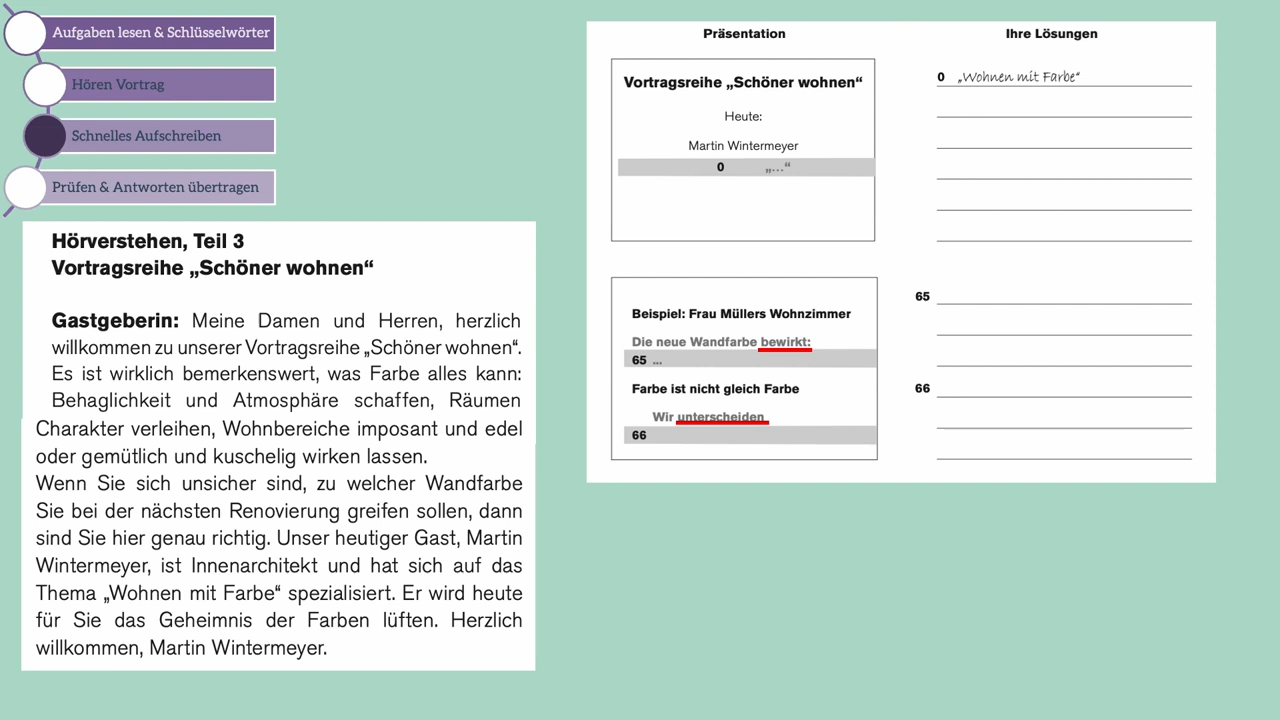 Aufgaben lesen & Schlüsselwörter
Hören Vortrag
Schnelles Aufschreiben
Prüfen & Antworten übertragen
Hörverstehen, Teil 3
Vortragsreihe „Schöner wohnen“
Gastgeberin: Meine Damen und Herren, herzlich
willkommen zu unserer Vortragsreihe „Schöner wohnen“.
Es ist wirklich bemerkenswert, was Farbe alles kann:
Behaglichkeit und Atmosphäre schaffen, Räumen
Charakter verleihen, Wohnbereiche imposant und edel
oder gemütlich und kuschelig wirken lassen.
Wenn Sie sich unsicher sind, zu welcher Wandfarbe
Sie bei der nächsten Renovierung greifen sollen, dann
sind Sie hier genau richtig. Unser heutiger Gast, Martin
Wintermeyer, ist Innenarchitekt und hat sich auf das
Thema „Wohnen mit Farbe“ spezialisiert. Er wird heute
für Sie das Geheimnis der Farben lüften. Herzlich
willkommen, Martin Wintermeyer.
Präsentation
Vortragsreihe „Schöner wohnen“
Heute:
Martin Wintermeyer
0 „...“
Beispiel: Frau Müllers Wohnzimmer
Die neue Wandfarbe bewirkt:
65 ...
Farbe ist nicht gleich Farbe
Wir unterscheiden
66
Ihre Lösungen
0 „Wohnen mit Farbe“
65
66